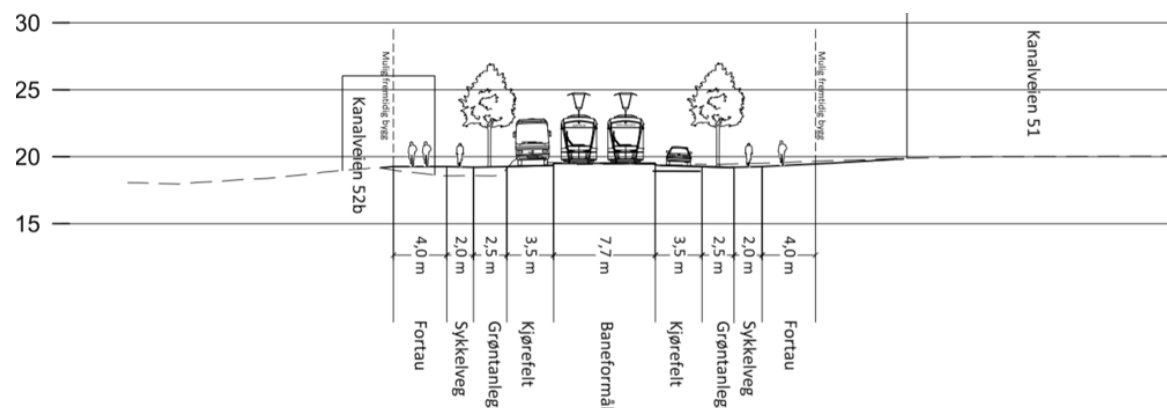 30
25
20
15
Mulig fremtidig bygg
Kanalveien 52b
Mulig fremtidig bygg
Kanalveien 51
4,0 m
2,0 m
2,5 m
3,5 m
7,7 m
3,5 m
2,5 m
2,0 m
4,0 m
Fortau
Sykkelveg
Grøntanleg
Kjørefelt
Baneformål
Kjørefelt
Grøntanleg
Sykkelveg
Fortau